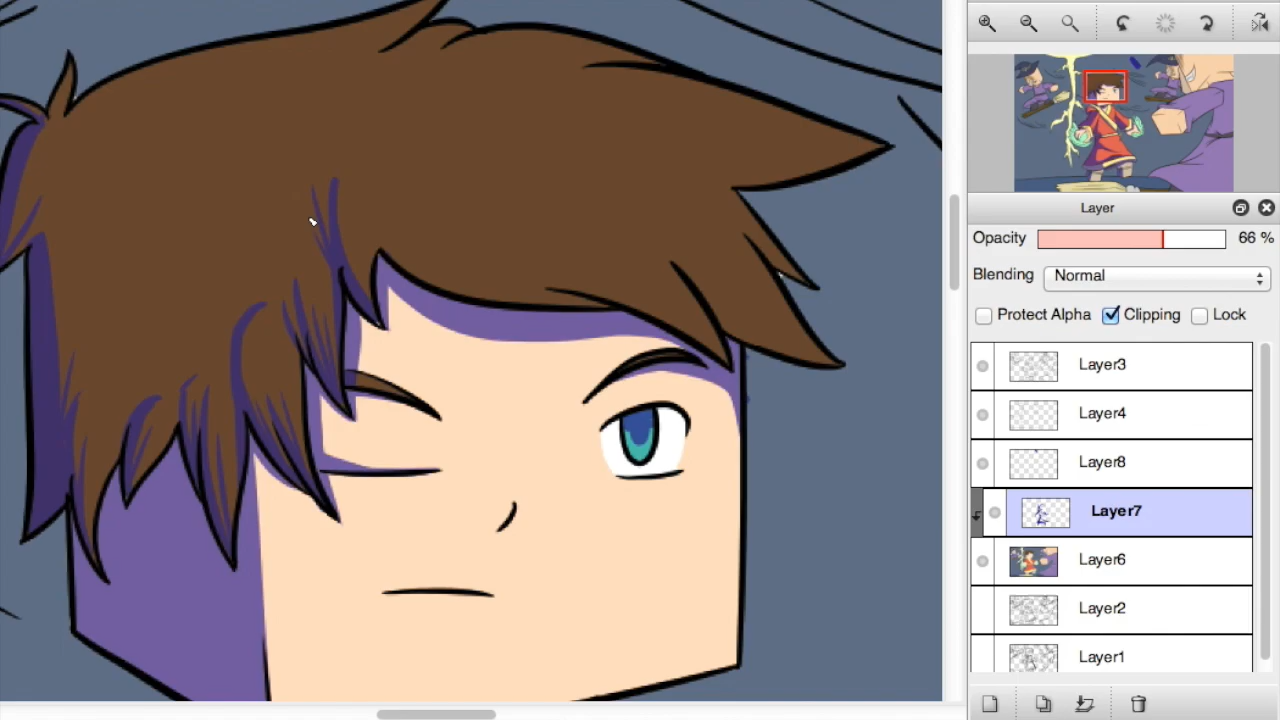 Layer
Opacity 66 %
Blending Normal
Protect Alpha Clipping Lock
Layer3
Layer4
Layer8
Layer7
Layer6
Layer2
Layer1